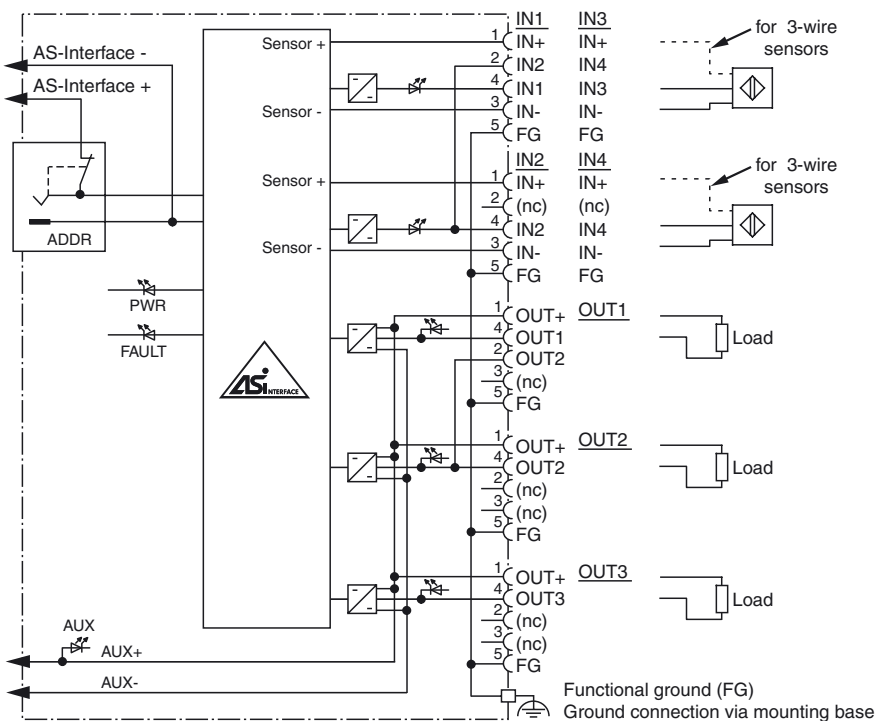 AS-Interface -
AS-Interface +
ADDR
PWR
FAULT
ASi INTERFACE
AUX
AUX+
AUX-
Sensor +
Sensor -
Sensor +
Sensor -
IN1 IN3
1 IN+ IN+
2 IN2 IN4
4 IN1 IN3
3 IN- IN-
5 FG FG
for 3-wire
sensors
IN2 IN4
1 IN+ IN+
2 (nc) (nc)
4 IN2 IN4
3 IN- IN-
5 FG FG
for 3-wire
sensors
1 OUT+ OUT1
4 OUT1
2 OUT2
3 (nc)
5 FG
Load
1 OUT+ OUT2
4 OUT2
2 (nc)
3 (nc)
5 FG
Load
1 OUT+ OUT3
4 OUT3
2 (nc)
3 (nc)
5 FG
Load
Functional ground (FG)
Ground connection via mounting base